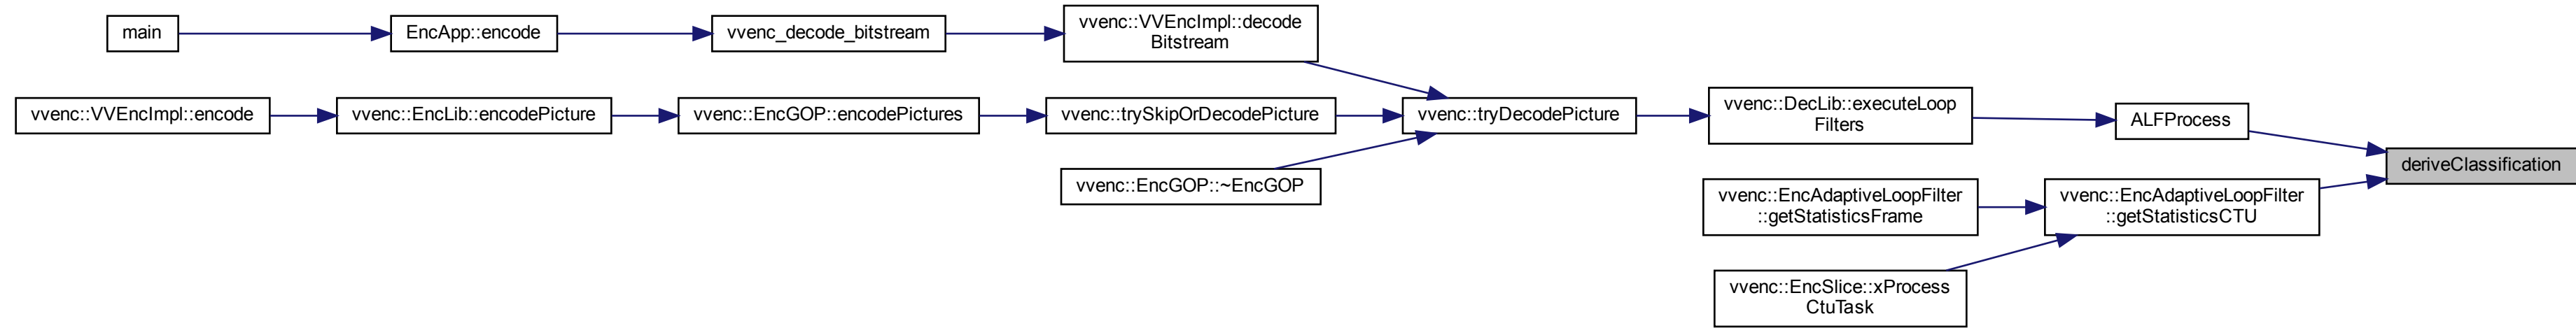 main
EncApp::encode
vvenc_decode_bitstream
vvenc::VVEncImpl::decode
Bitstream
vvenc::VVEncImpl::encode
vvenc::EncLib::encodePicture
vvenc::EncGOP::encodePictures
vvenc::trySkipOrDecodePicture
vvenc::tryDecodePicture
vvenc::DecLib::executeLoop
Filters
ALFProcess
deriveClassification
vvenc::EncGOP::~EncGOP
vvenc::EncAdaptiveLoopFilter
::getStatisticsFrame
vvenc::EncAdaptiveLoopFilter
::getStatisticsCTU
vvenc::EncSlice::xProcess
CtuTask